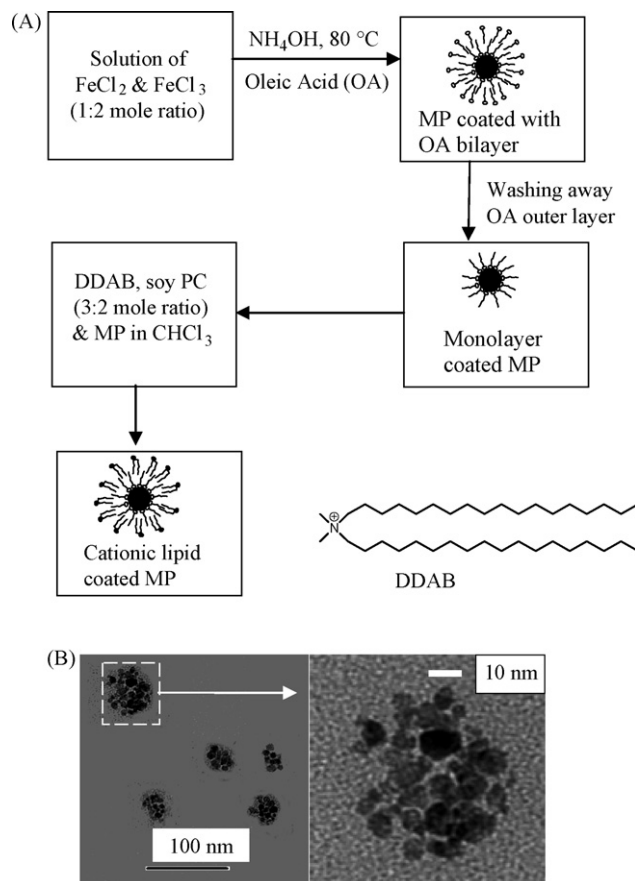 (A)
Solution of
FeCl₂ & FeCl₃
(1:2 mole ratio)
NH₄OH, 80 °C
Oleic Acid (OA)
MP coated with
OA bilayer
Washing away
OA outer layer
Monolayer
coated MP
DDAB, soy PC
(3:2 mole ratio)
& MP in CHCl₃
Cationic lipid
coated MP
N
⊕
DDAB
(B)
100 nm
10 nm